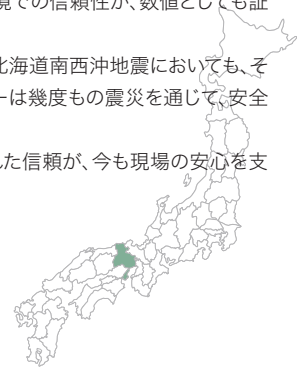 境での信頼性が、数値としても証
北海道南西沖地震においても、そ
ーは幾度もの震災を通じて、安全
れた信頼が、今も現場の安心を支